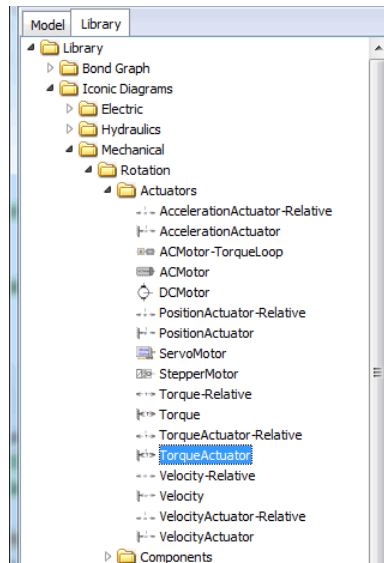 Model Library
Library
Bond Graph
Iconic Diagrams
Electric
Hydraulics
Mechanical
Rotation
Actuators
AccelerationActuator-Relative
AccelerationActuator
ACMotor-TorqueLoop
ACMotor
DCMotor
PositionActuator-Relative
PositionActuator
ServoMotor
StepperMotor
Torque-Relative
Torque
TorqueActuator-Relative
TorqueActuator
Velocity-Relative
Velocity
VelocityActuator-Relative
VelocityActuator
Components